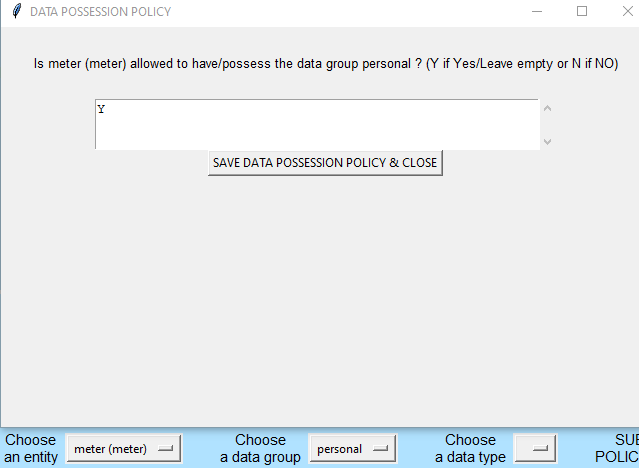 DATA POSSESSION POLICY
Is meter (meter) allowed to have/possess the data group personal ? (Y if Yes/Leave empty or N if NO)
Y
SAVE DATA POSSESSION POLICY & CLOSE
Choose
an entity
meter (meter)
Choose
a data group
personal
Choose
a data type